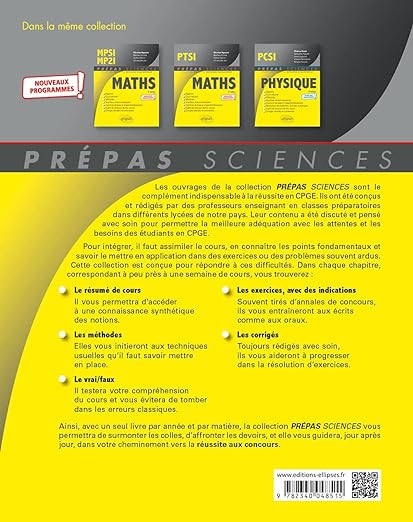 Dans la même collection
NOUVEAUX
PROGRAMMES !
MPSI
MP2I
PRÉPAS SCIENCES
MATHS
PTSI
PRÉPAS SCIENCES
MATHS
PCSI
PRÉPAS SCIENCES
PHYSIQUE
PRÉPAS SCIENCES
Les ouvrages de la collection PRÉPAS SCIENCES sont le
complément indispensable à la réussite en CPGE. Ils ont été conçus
et rédigés par des professeurs enseignant en classes préparatoires
dans différents lycées de notre pays. Leur contenu a été discuté et pensé
avec soin pour permettre la meilleure adéquation avec les attentes et les
besoins des étudiants en CPGE.
Pour intégrer, il faut assimiler le cours, en connaître les points fondamentaux et
savoir le mettre en application dans des exercices ou des problèmes souvent ardus.
Cette collection est conçue pour répondre à ces difficultés. Dans chaque chapitre,
correspondant à peu près à une semaine de cours, vous trouverez :
• Le résumé de cours
Il vous permettra d'accéder
à une connaissance synthétique
des notions.
• Les méthodes
Elles vous initieront aux techniques
usuelles qu'il faut savoir mettre
en place.
• Le vrai/faux
Il testera votre compréhension
du cours et vous évitera de tomber
dans les erreurs classiques.
• Les exercices, avec des indications
Souvent tirés d'annales de concours,
ils vous entraîneront aux écrits
comme aux oraux.
• Les corrigés
Toujours rédigés avec soin,
ils vous aideront à progresser
dans la résolution d'exercices.
Ainsi, avec un seul livre par année et par matière, la collection PRÉPAS SCIENCES vous
permettra de surmonter les colles, d'affronter les devoirs, et elle vous guidera, jour après
jour, dans votre cheminement vers la réussite aux concours.
www.editions-ellipses.fr
9 782340 048515